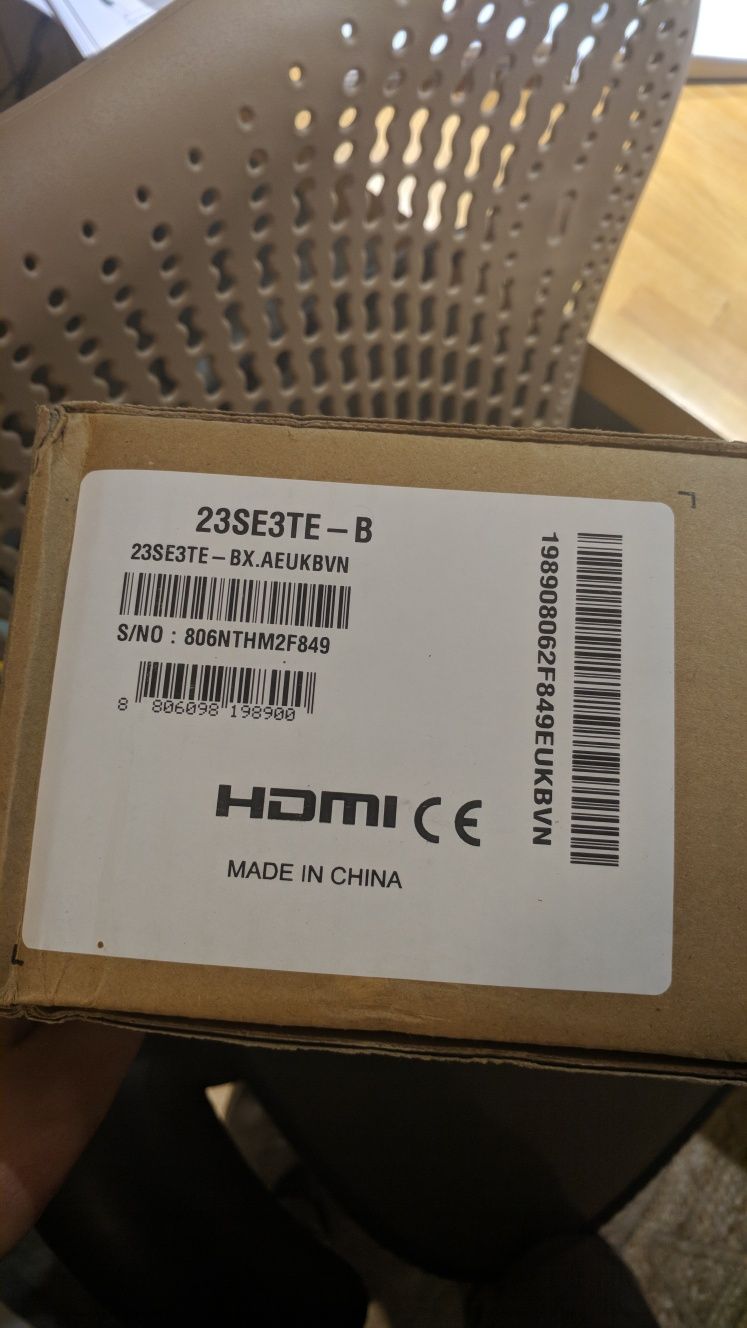 23SE3TE-B
23SE3TE-BX.AEUKBVN
S/NO : 806NTHM2F849
8 806098 198900
198908062F849EUKBVN
HDMI CE
MADE IN CHINA